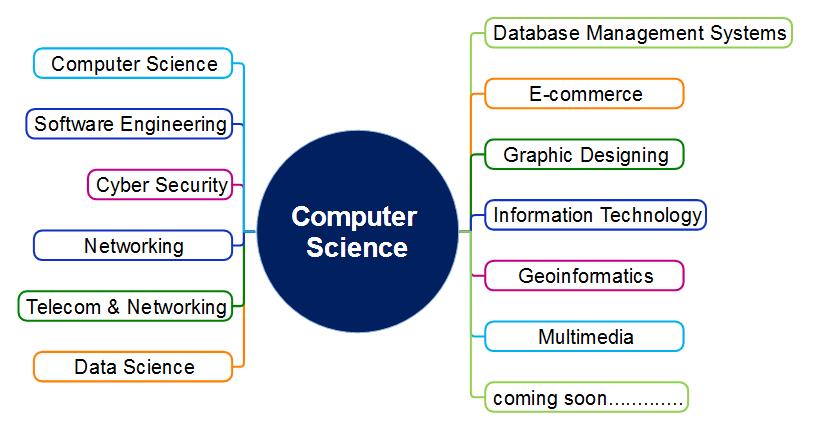 Computer Science
Software Engineering
Cyber Security
Networking
Telecom & Networking
Data Science
Computer
Science
Database Management Systems
E-commerce
Graphic Designing
Information Technology
Geoinformatics
Multimedia
coming soon.............